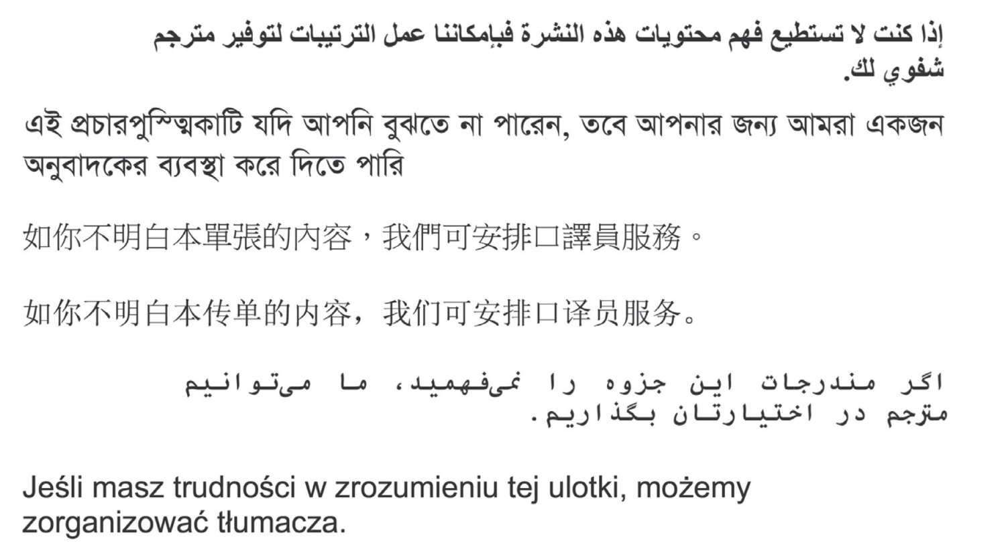 إذا كنت لا تستطيع فهم محتويات هذه النشرة فبإمكاننا عمل الترتيبات لتوفير مترجم
شفوي لك.
এই প্রচারপুস্তিকাটি যদি আপনি বুঝতে না পারেন, তবে আপনার জন্য আমরা একজন
অনুবাদকের ব্যবস্থা করে দিতে পারি
如你不明白本單張的內容，我們可安排口譯員服務。
如你不明白本传单的内容，我们可安排口译员服务。
اگر مندرجات این جزوه را نمی‌فهمید، ما می‌توانیم
مترجم در اختیارتان بگذاریم.
Jeśli masz trudności w zrozumieniu tej ulotki, możemy
zorganizować tłumacza.